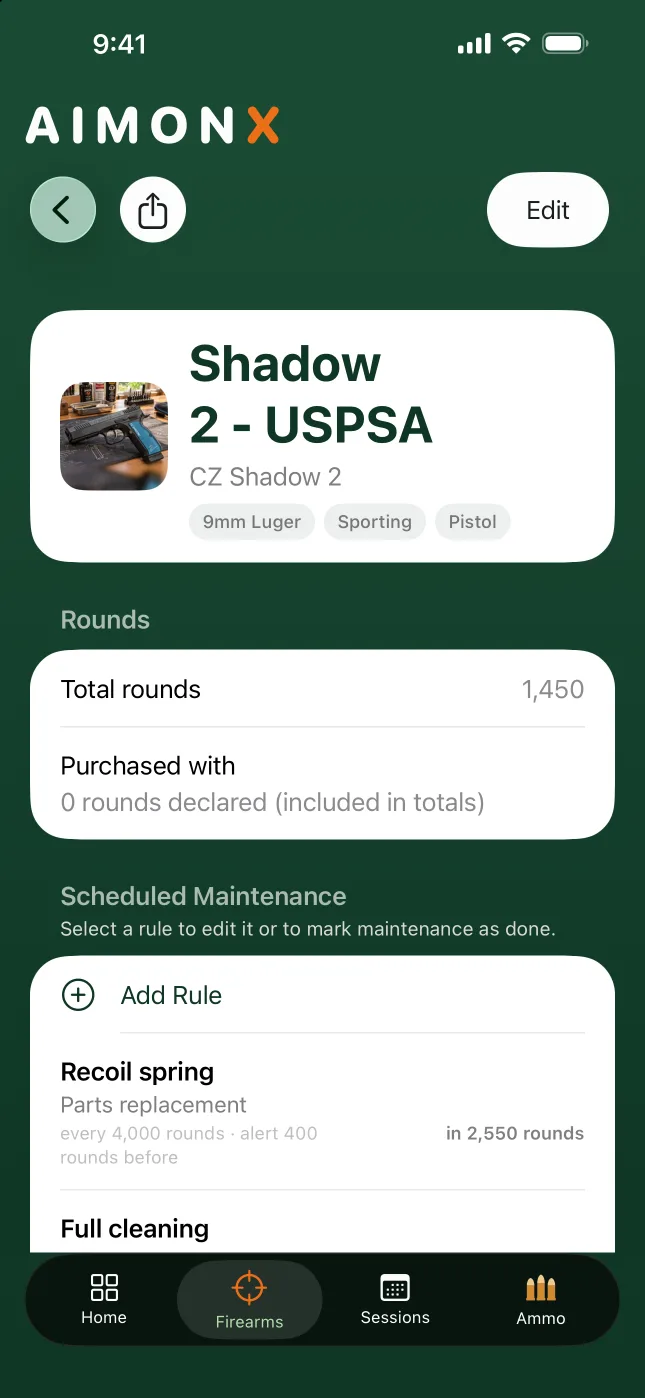 9:41
AIMONX
Edit
Shadow
2 - USPSA
CZ Shadow 2
9mm Luger Sporting Pistol
Rounds
Total rounds 1,450
Purchased with
0 rounds declared (included in totals)
Scheduled Maintenance
Select a rule to edit it or to mark maintenance as done.
Add Rule
Recoil spring
Parts replacement
every 4,000 rounds · alert 400 in 2,550 rounds
rounds before
Full cleaning
Home Firearms Sessions Ammo